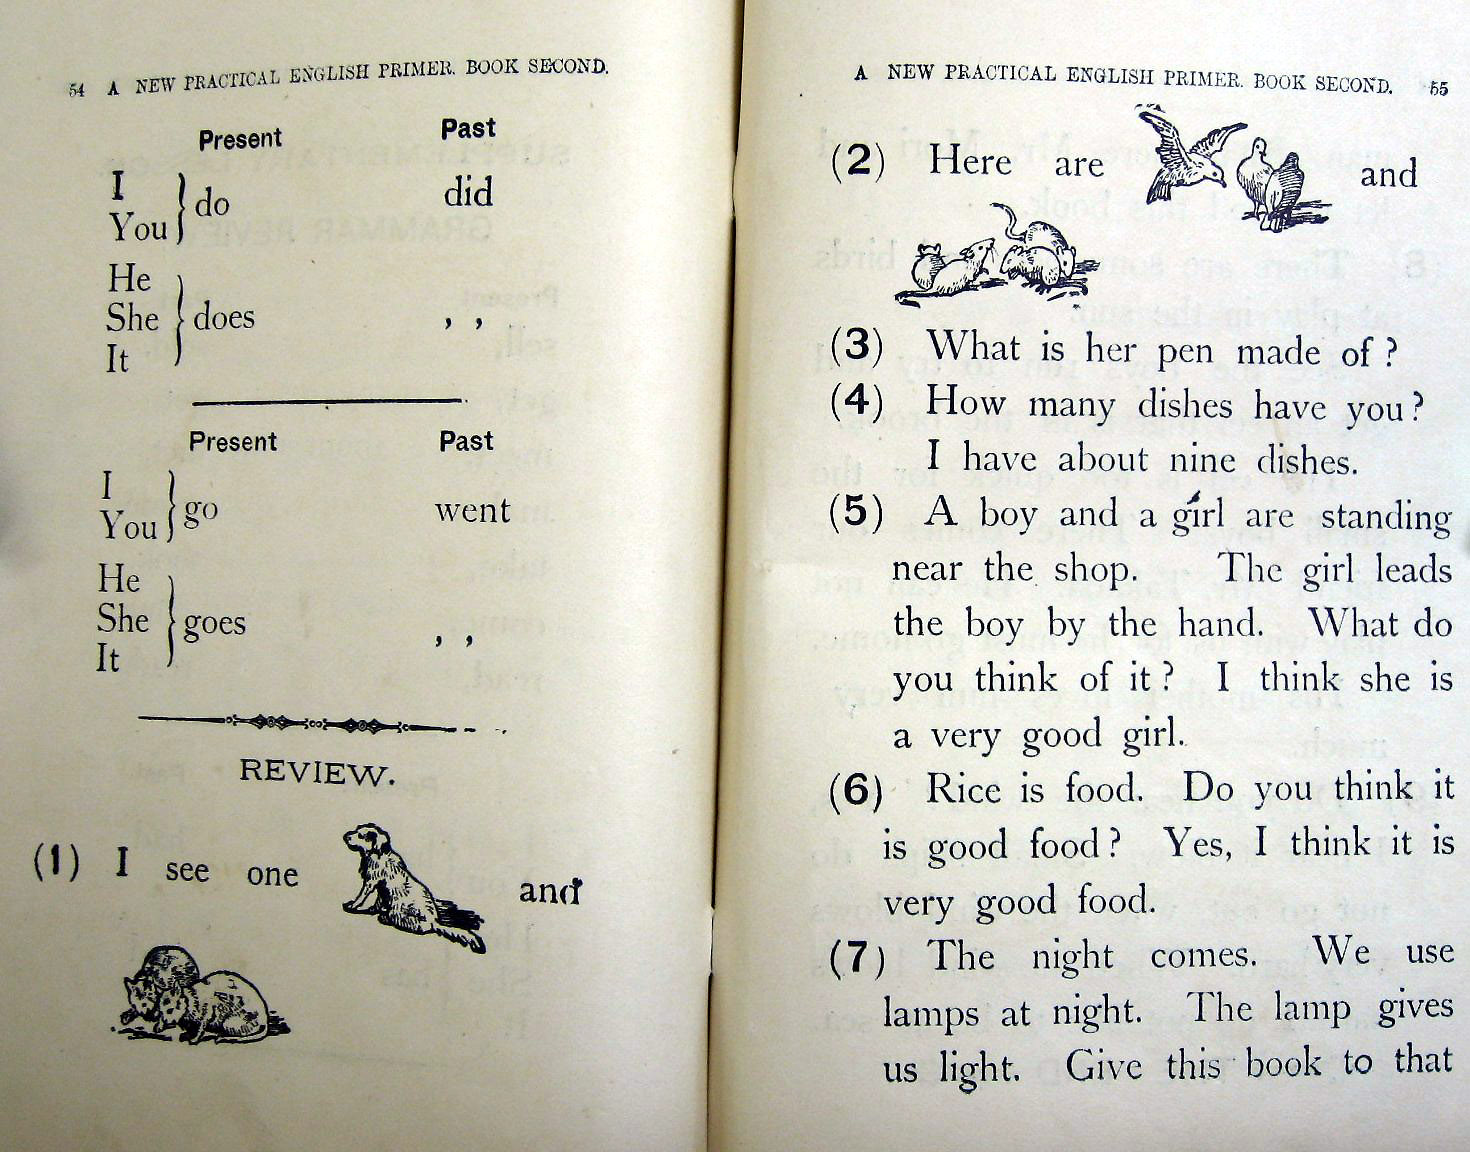 54 A NEW PRACTICAL ENGLISH PRIMER. BOOK SECOND.
Present Past
I
You } do did
He
She } does , ,
It
Present Past
I
You } go went
He
She } goes , ,
It
REVIEW.
(1) I see one and
A NEW PRACTICAL ENGLISH PRIMER. BOOK SECOND. 55
(2) Here are and
(3) What is her pen made of ?
(4) How many dishes have you ?
I have about nine dishes.
(5) A boy and a girl are standing
near the shop. The girl leads
the boy by the hand. What do
you think of it ? I think she is
a very good girl.
(6) Rice is food. Do you think it
is good food ? Yes, I think it is
very good food.
(7) The night comes. We use
lamps at night. The lamp gives
us light. Give this book to that